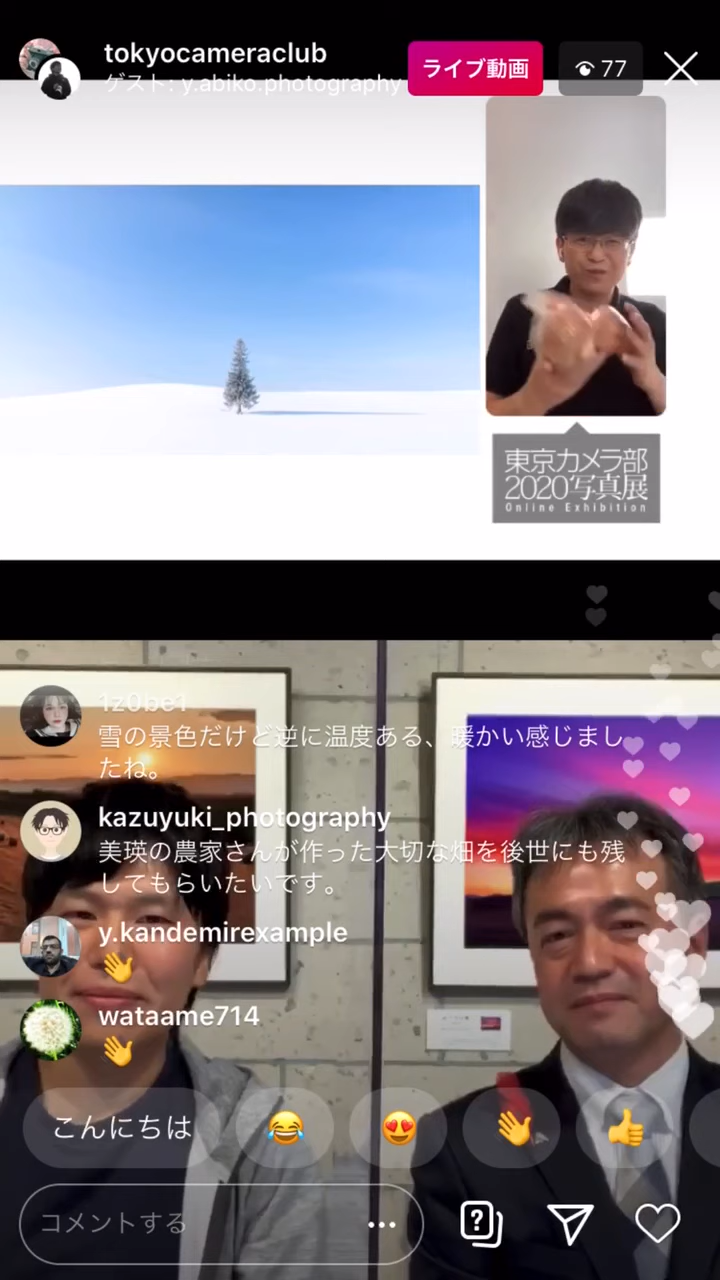 tokyocameraclub
ゲスト: y.abiko.photography
ライブ動画
77
東京カメラ部
2020写真展
Online Exhibition
1z0be1
雪の景色だけど逆に温度ある、暖かい感じまし
たね。
kazuyuki_photography
美瑛の農家さんが作った大切な畑を後世にも残
してもらいたいです。
y.kandemirexample
👋
wataame714
👋
こんにちは
😂
😍
👋
👍
コメントする